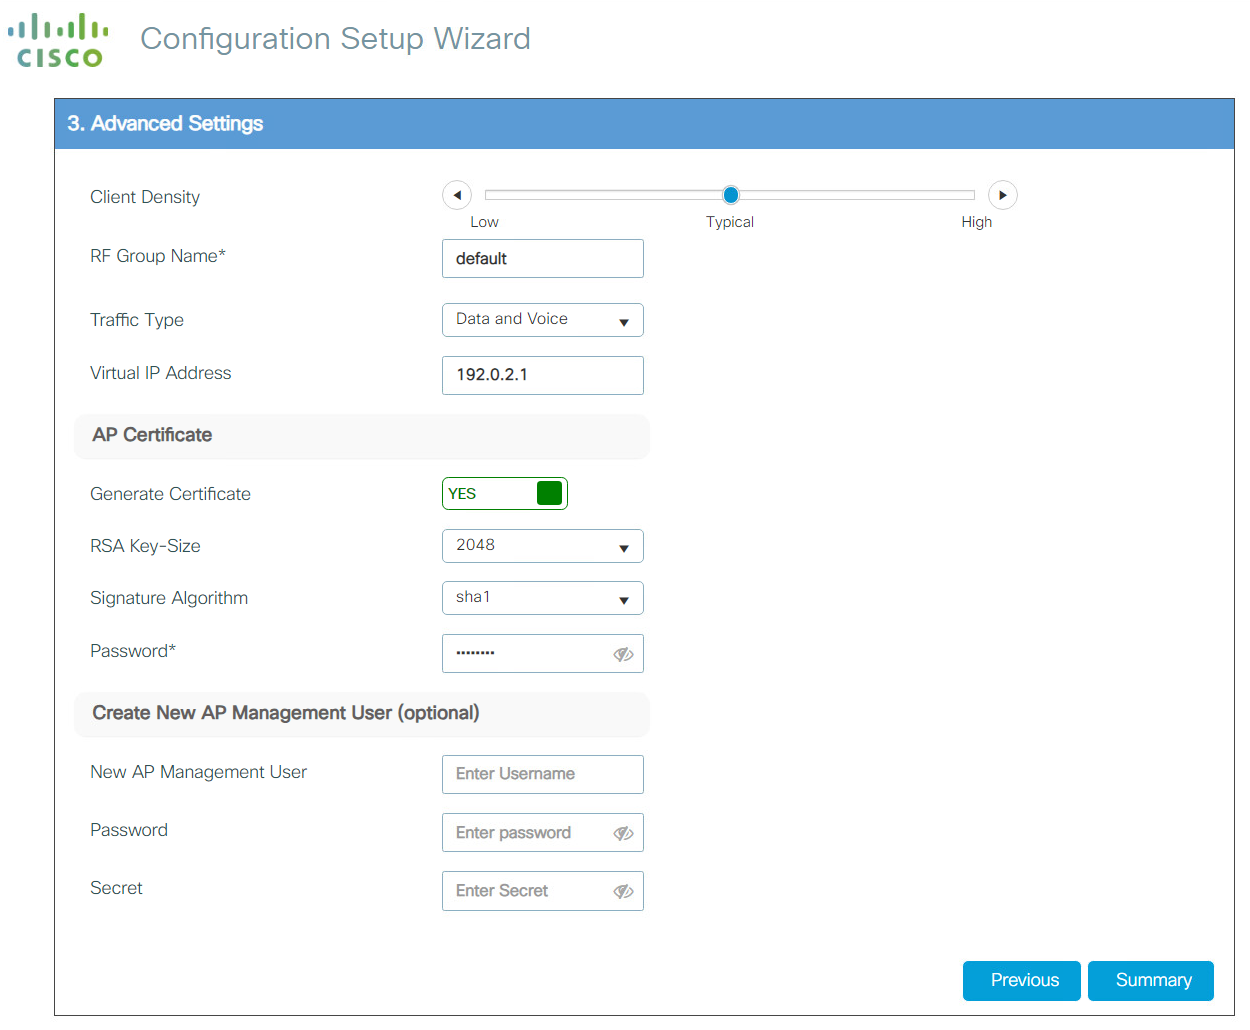 CISCO
Configuration Setup Wizard
3. Advanced Settings
Client Density
Low Typical High
RF Group Name* default
Traffic Type Data and Voice
Virtual IP Address 192.0.2.1
AP Certificate
Generate Certificate YES
RSA Key-Size 2048
Signature Algorithm sha1
Password* ........
Create New AP Management User (optional)
New AP Management User Enter Username
Password Enter password
Secret Enter Secret
Previous Summary